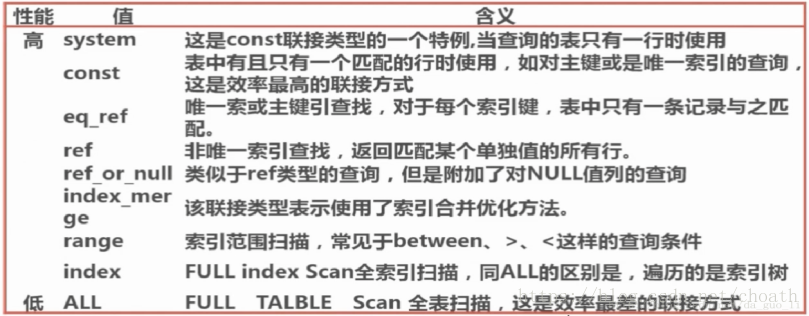 性能 值 含义
高 system 这是const联接类型的一个特例,当查询的表只有一行时使用
const 表中有且只有一个匹配的行时使用，如对主键或是唯一索引的查询，
这是效率最高的联接方式
eq_ref 唯一索或主键引查找，对于每个索引键，表中只有一条记录与之匹
配。
ref 非唯一索引查找，返回匹配某个单独值的所有行。
ref_or_null 类似于ref类型的查询，但是附加了对NULL值列的查询
index_mer
ge 该联接类型表示使用了索引合并优化方法。
range 索引范围扫描，常见于between、>、<这样的查询条件
index FULL index Scan全索引扫描，同ALL的区别是，遍历的是索引树
低 ALL FULL TALBLE Scan 全表扫描，这是效率最差的联接方式